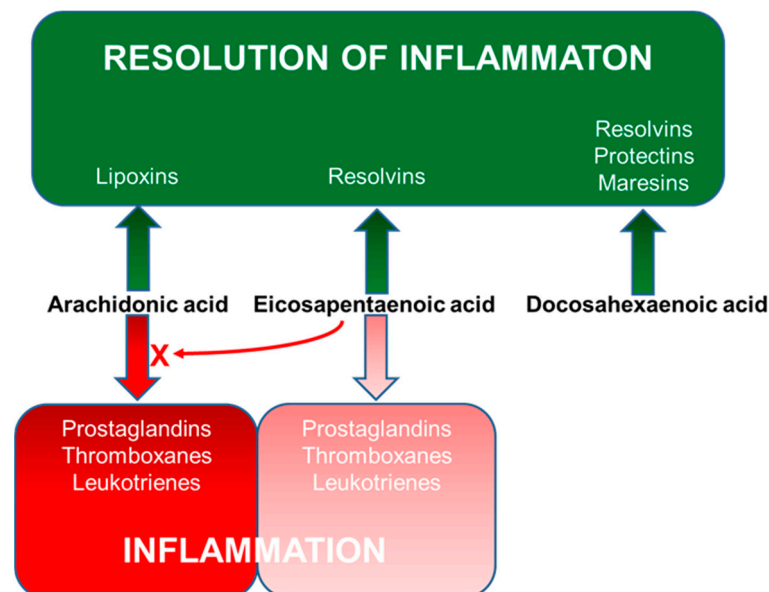 RESOLUTION OF INFLAMMATON
Resolvins
Protectins
Maresins
Lipoxins
Resolvins
Arachidonic acid
Eicosapentaenoic acid
Docosahexaenoic acid
X
Prostaglandins
Thromboxanes
Leukotrienes
Prostaglandins
Thromboxanes
Leukotrienes
INFLAMMATION